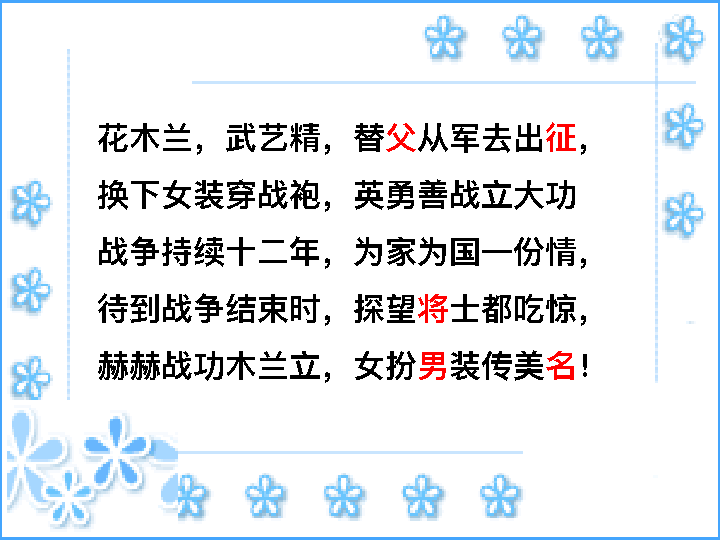 花木兰，武艺精，替父从军去出征，
换下女装穿战袍，英勇善战立大功
战争持续十二年，为家为国一份情，
待到战争结束时，探望将士都吃惊，
赫赫战功木兰立，女扮男装传美名！